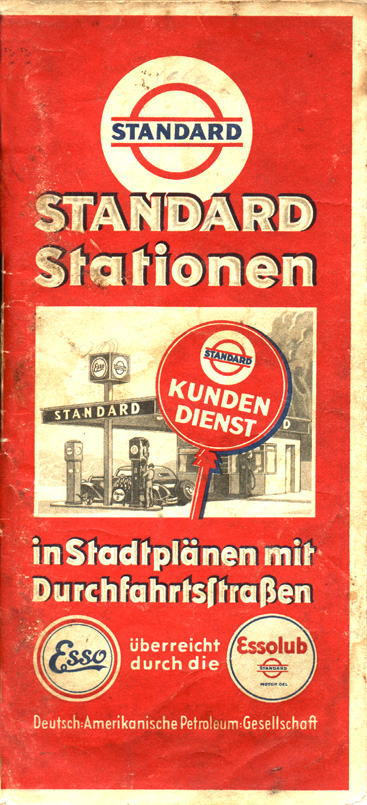 STANDARD
STANDARD
Stationen
Esso
STANDARD
STANDARD
KUNDEN
DIENST
D
in Stadtplänen mit
Durchfahrtsſtraßen
Esso
überreicht
durch die
Essolub
STANDARD
MOTOR OEL
Deutsch-Amerikanische Petroleum-Gesellschaft